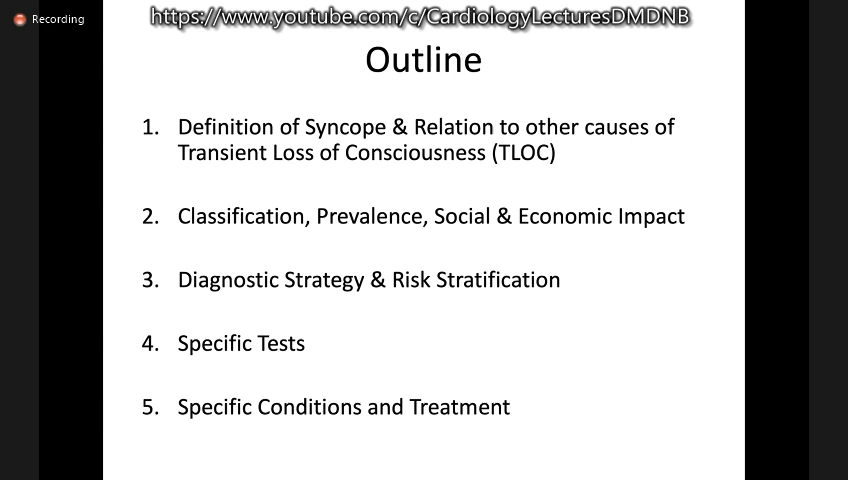 Recording
https://www.youtube.com/c/CardiologyLecturesDMDNB
Outline
1. Definition of Syncope & Relation to other causes of
Transient Loss of Consciousness (TLOC)
2. Classification, Prevalence, Social & Economic Impact
3. Diagnostic Strategy & Risk Stratification
4. Specific Tests
5. Specific Conditions and Treatment